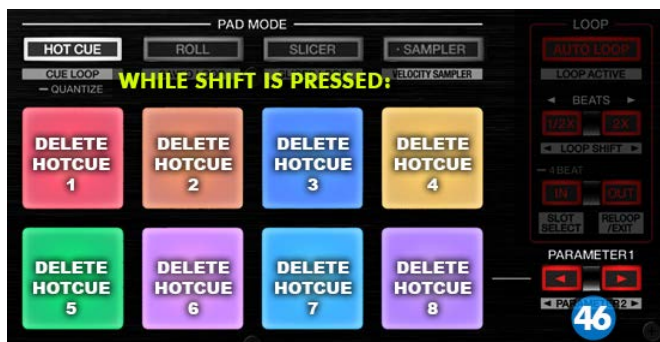 PAD MODE
LOOP
HOT CUE
ROLL
SLICER
· SAMPLER
AUTO LOOP
CUE LOOP
VELOCITY SAMPLER
LOOP ACTIVE
– QUANTIZE
WHILE SHIFT IS PRESSED:
◄ BEATS ►
1/2X
2X
◄ LOOP SHIFT ►
DELETE
HOTCUE
1
DELETE
HOTCUE
2
DELETE
HOTCUE
3
DELETE
HOTCUE
4
– 4 BEAT
IN
OUT
SLOT
SELECT
RELOOP
/EXIT
DELETE
HOTCUE
5
DELETE
HOTCUE
6
DELETE
HOTCUE
7
DELETE
HOTCUE
8
PARAMETER1
◄ ►
46